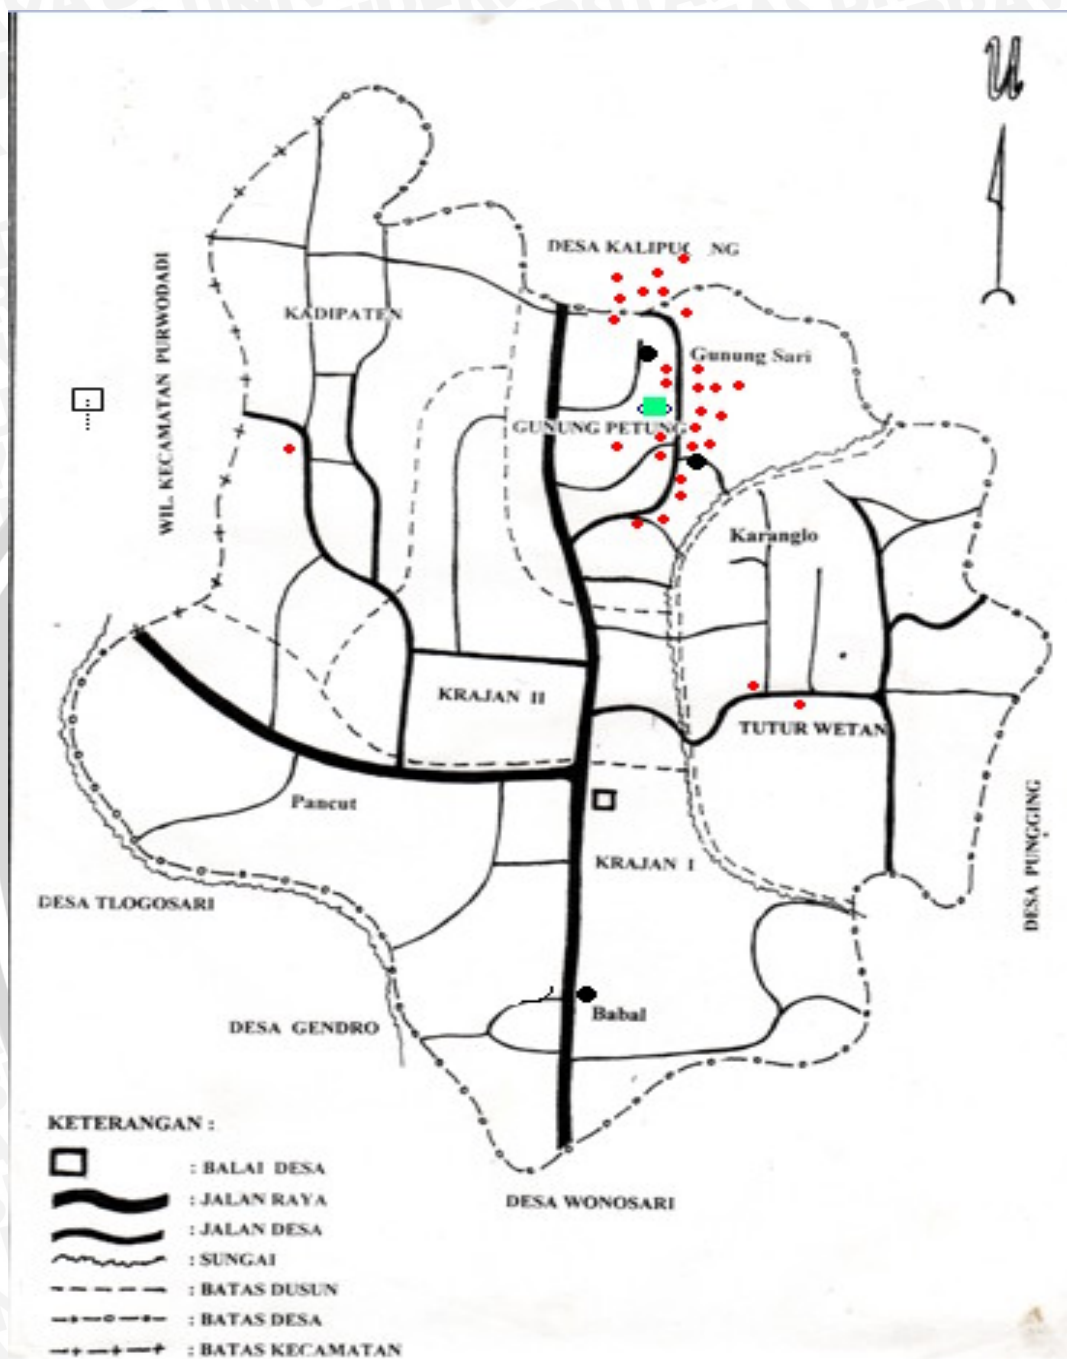 U
DESA KALIPUC NG
KADIPATEN
WIL. KECAMATAN PURWODADI
Gunung Sari
GUNUNG PETUNG
Karanglo
KRAJAN II
TUTUR WETAN
Pancut
KRAJAN I
DESA PUNGGING
DESA TLOGOSARI
Babal
DESA GENDRO
DESA WONOSARI
KETERANGAN :
: BALAI DESA
: JALAN RAYA
: JALAN DESA
: SUNGAI
: BATAS DUSUN
: BATAS DESA
: BATAS KECAMATAN